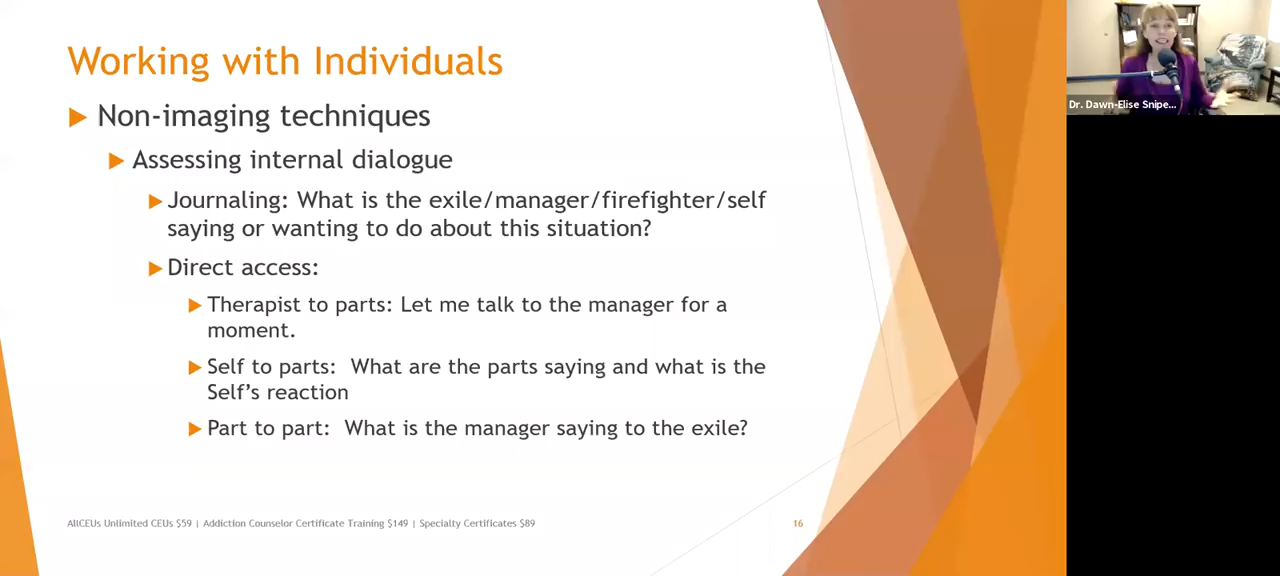 Working with Individuals
Non-imaging techniques
Assessing internal dialogue
Journaling: What is the exile/manager/firefighter/self
saying or wanting to do about this situation?
Direct access:
Therapist to parts: Let me talk to the manager for a
moment.
Self to parts:  What are the parts saying and what is the
Self's reaction
Part to part:  What is the manager saying to the exile?
AllCEUs Unlimited CEUs $59 | Addiction Counselor Certificate Training $149 | Specialty Certificates $89
16
Dr. Dawn-Elise Snipe...